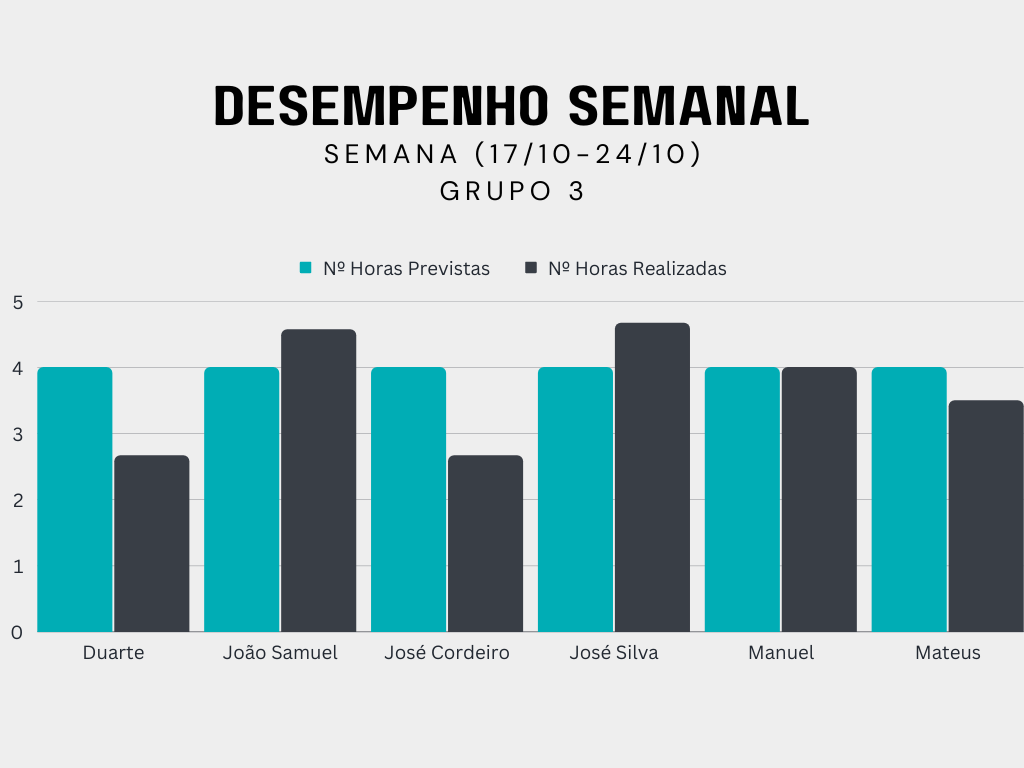 DESEMPENHO SEMANAL
SEMANA (17/10-24/10)
GRUPO 3
Nº Horas Previstas Nº Horas Realizadas
5
4
3
2
1
0
Duarte João Samuel José Cordeiro José Silva Manuel Mateus